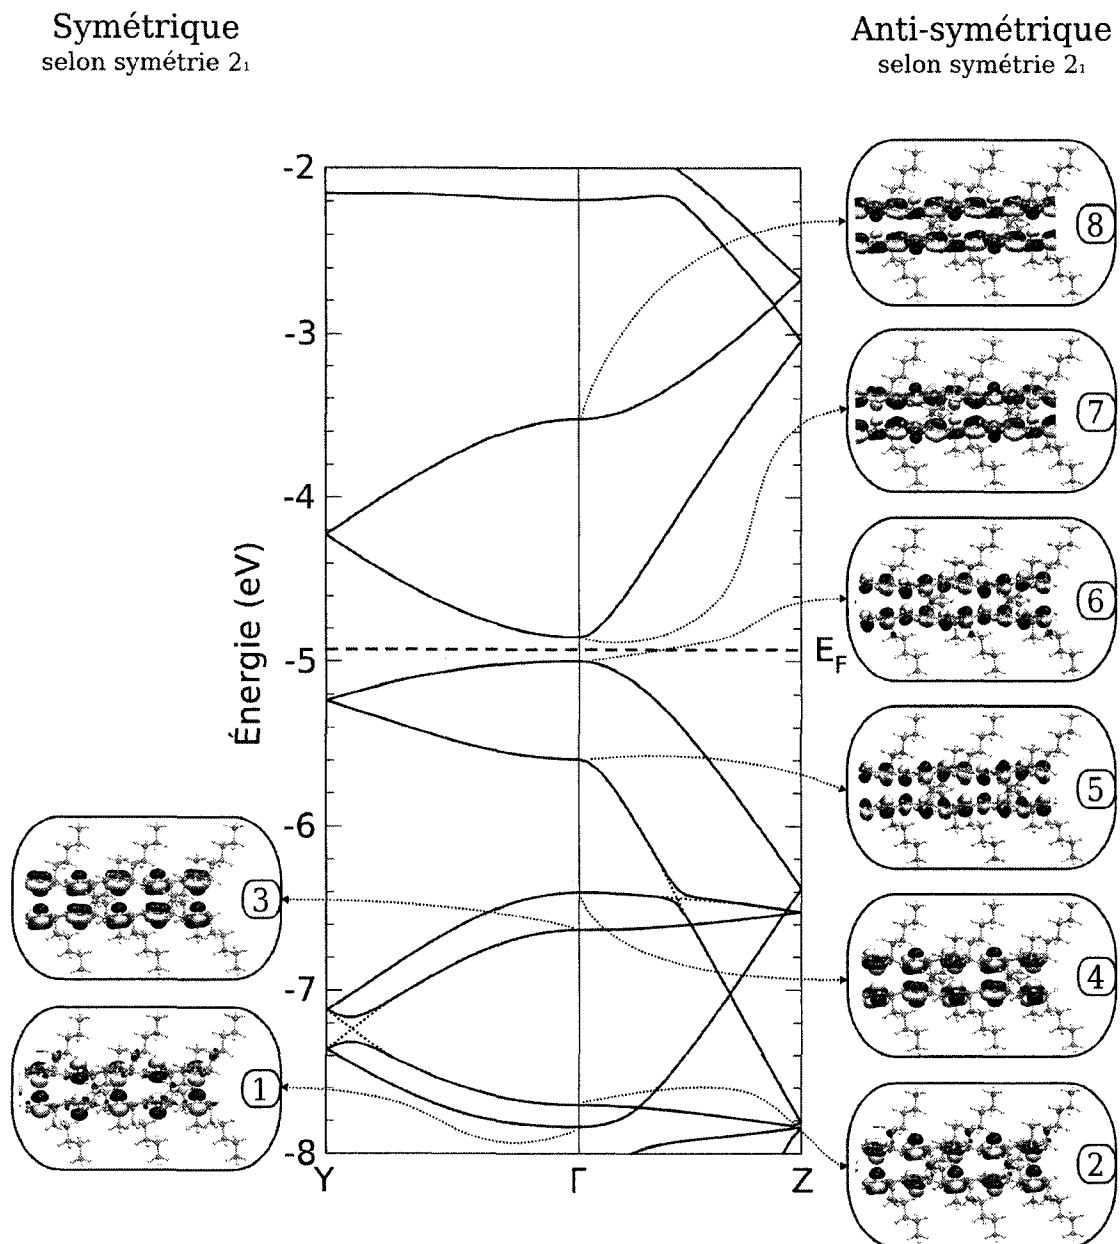 Symétrique
selon symétrie 2₁
Anti-symétrique
selon symétrie 2₁
Énergie (eV)
-2
-3
-4
-5
-6
-7
-8
Y
Γ
Z
E_F
3
1
8
7
6
5
4
2